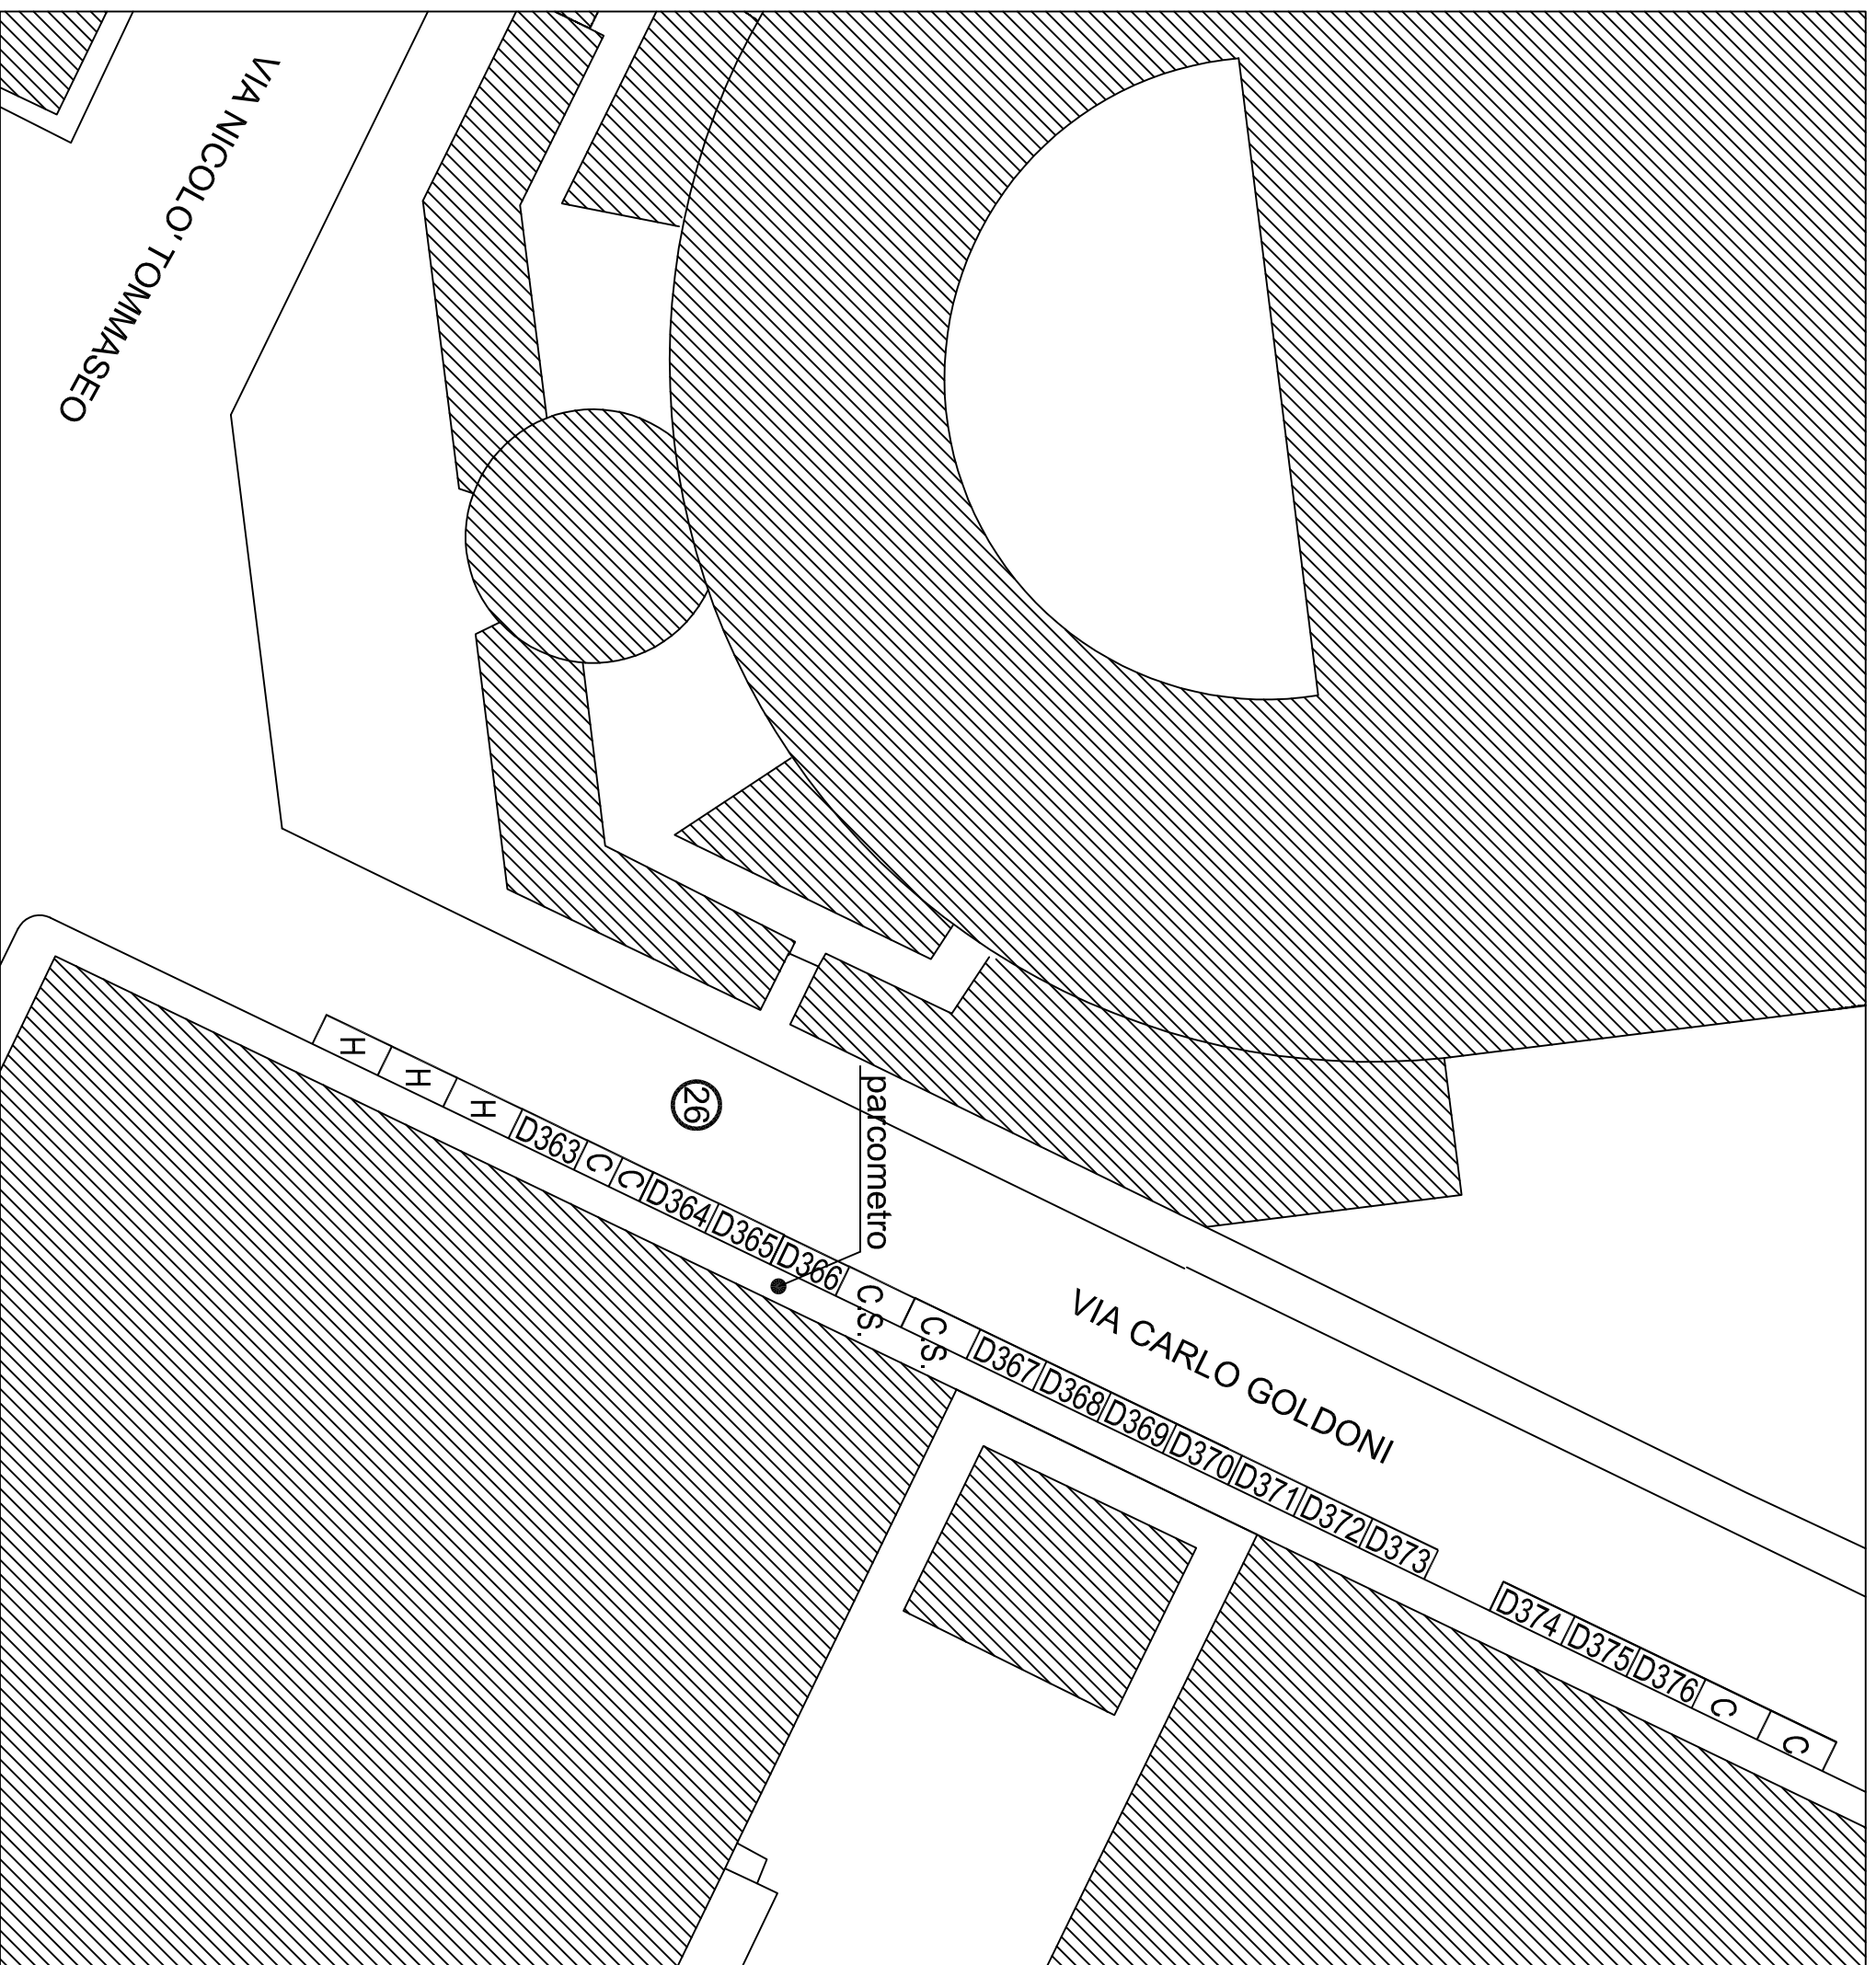 VIA NICOLO' TOMMASEO
26
parcometro
H
H
H
D363
C
C
D364
D365
D366
C.S.
C.S.
D367
D368
D369
D370
D371
D372
D373
D374
D375
D376
C
C
VIA CARLO GOLDONI